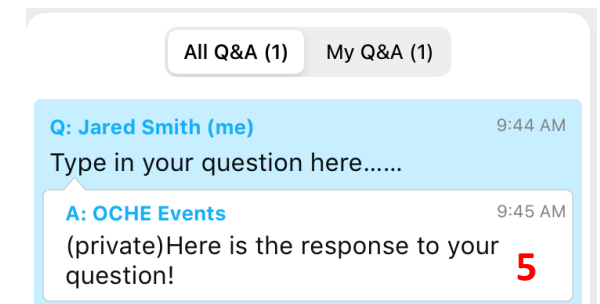 All Q&A (1) My Q&A (1)
Q: Jared Smith (me) 9:44 AM
Type in your question here......
A: OCHE Events 9:45 AM
(private)Here is the response to your
question! 5